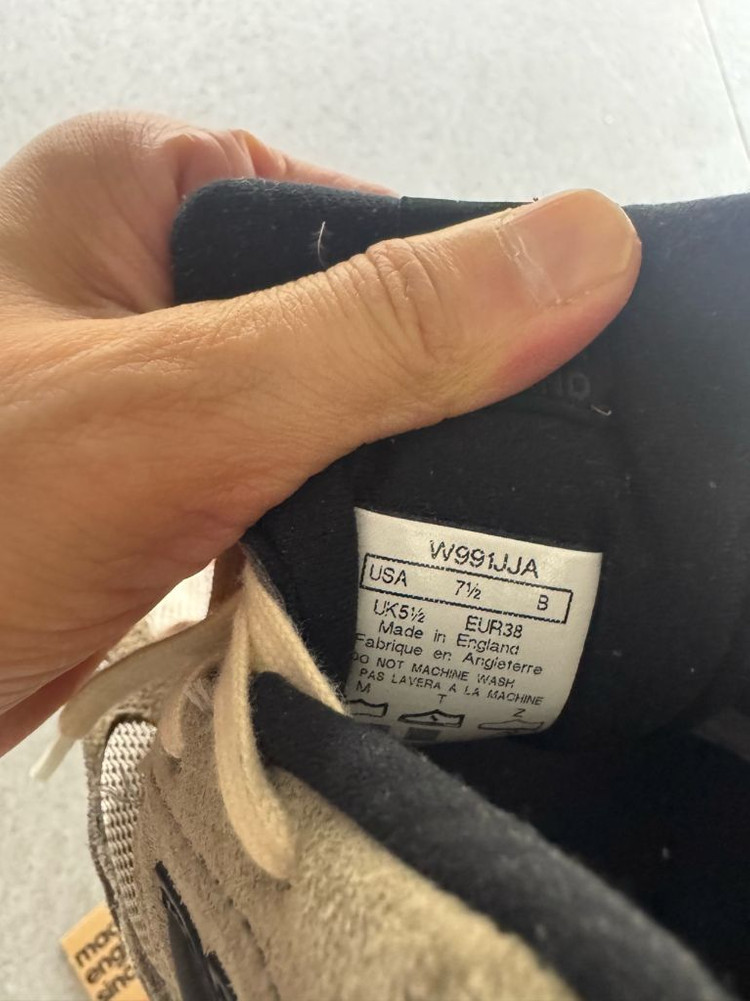 W991JJA
USA 7½ B
UK5½ EUR38
Made in England
Fabrique en Angleterre
DO NOT MACHINE WASH
PAS LAVERA A LA MACHINE
M T Z